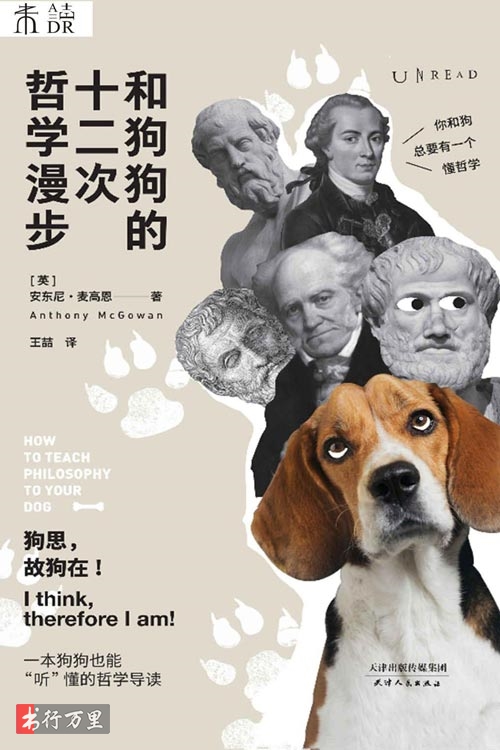 未读
A
DR
UNREAD
和狗狗的
十二次
哲学漫步
你和狗
总要有一个
懂哲学
[英]
安东尼·麦高恩——著
Anthony McGowan
王喆 译
HOW
TO TEACH
PHILOSOPHY
TO YOUR
DOG
狗思,
故狗在!
I think,
therefore I am!
一本狗狗也能
“听”懂的哲学导读
天津出版传媒集团
天津人民出版社
书行万里